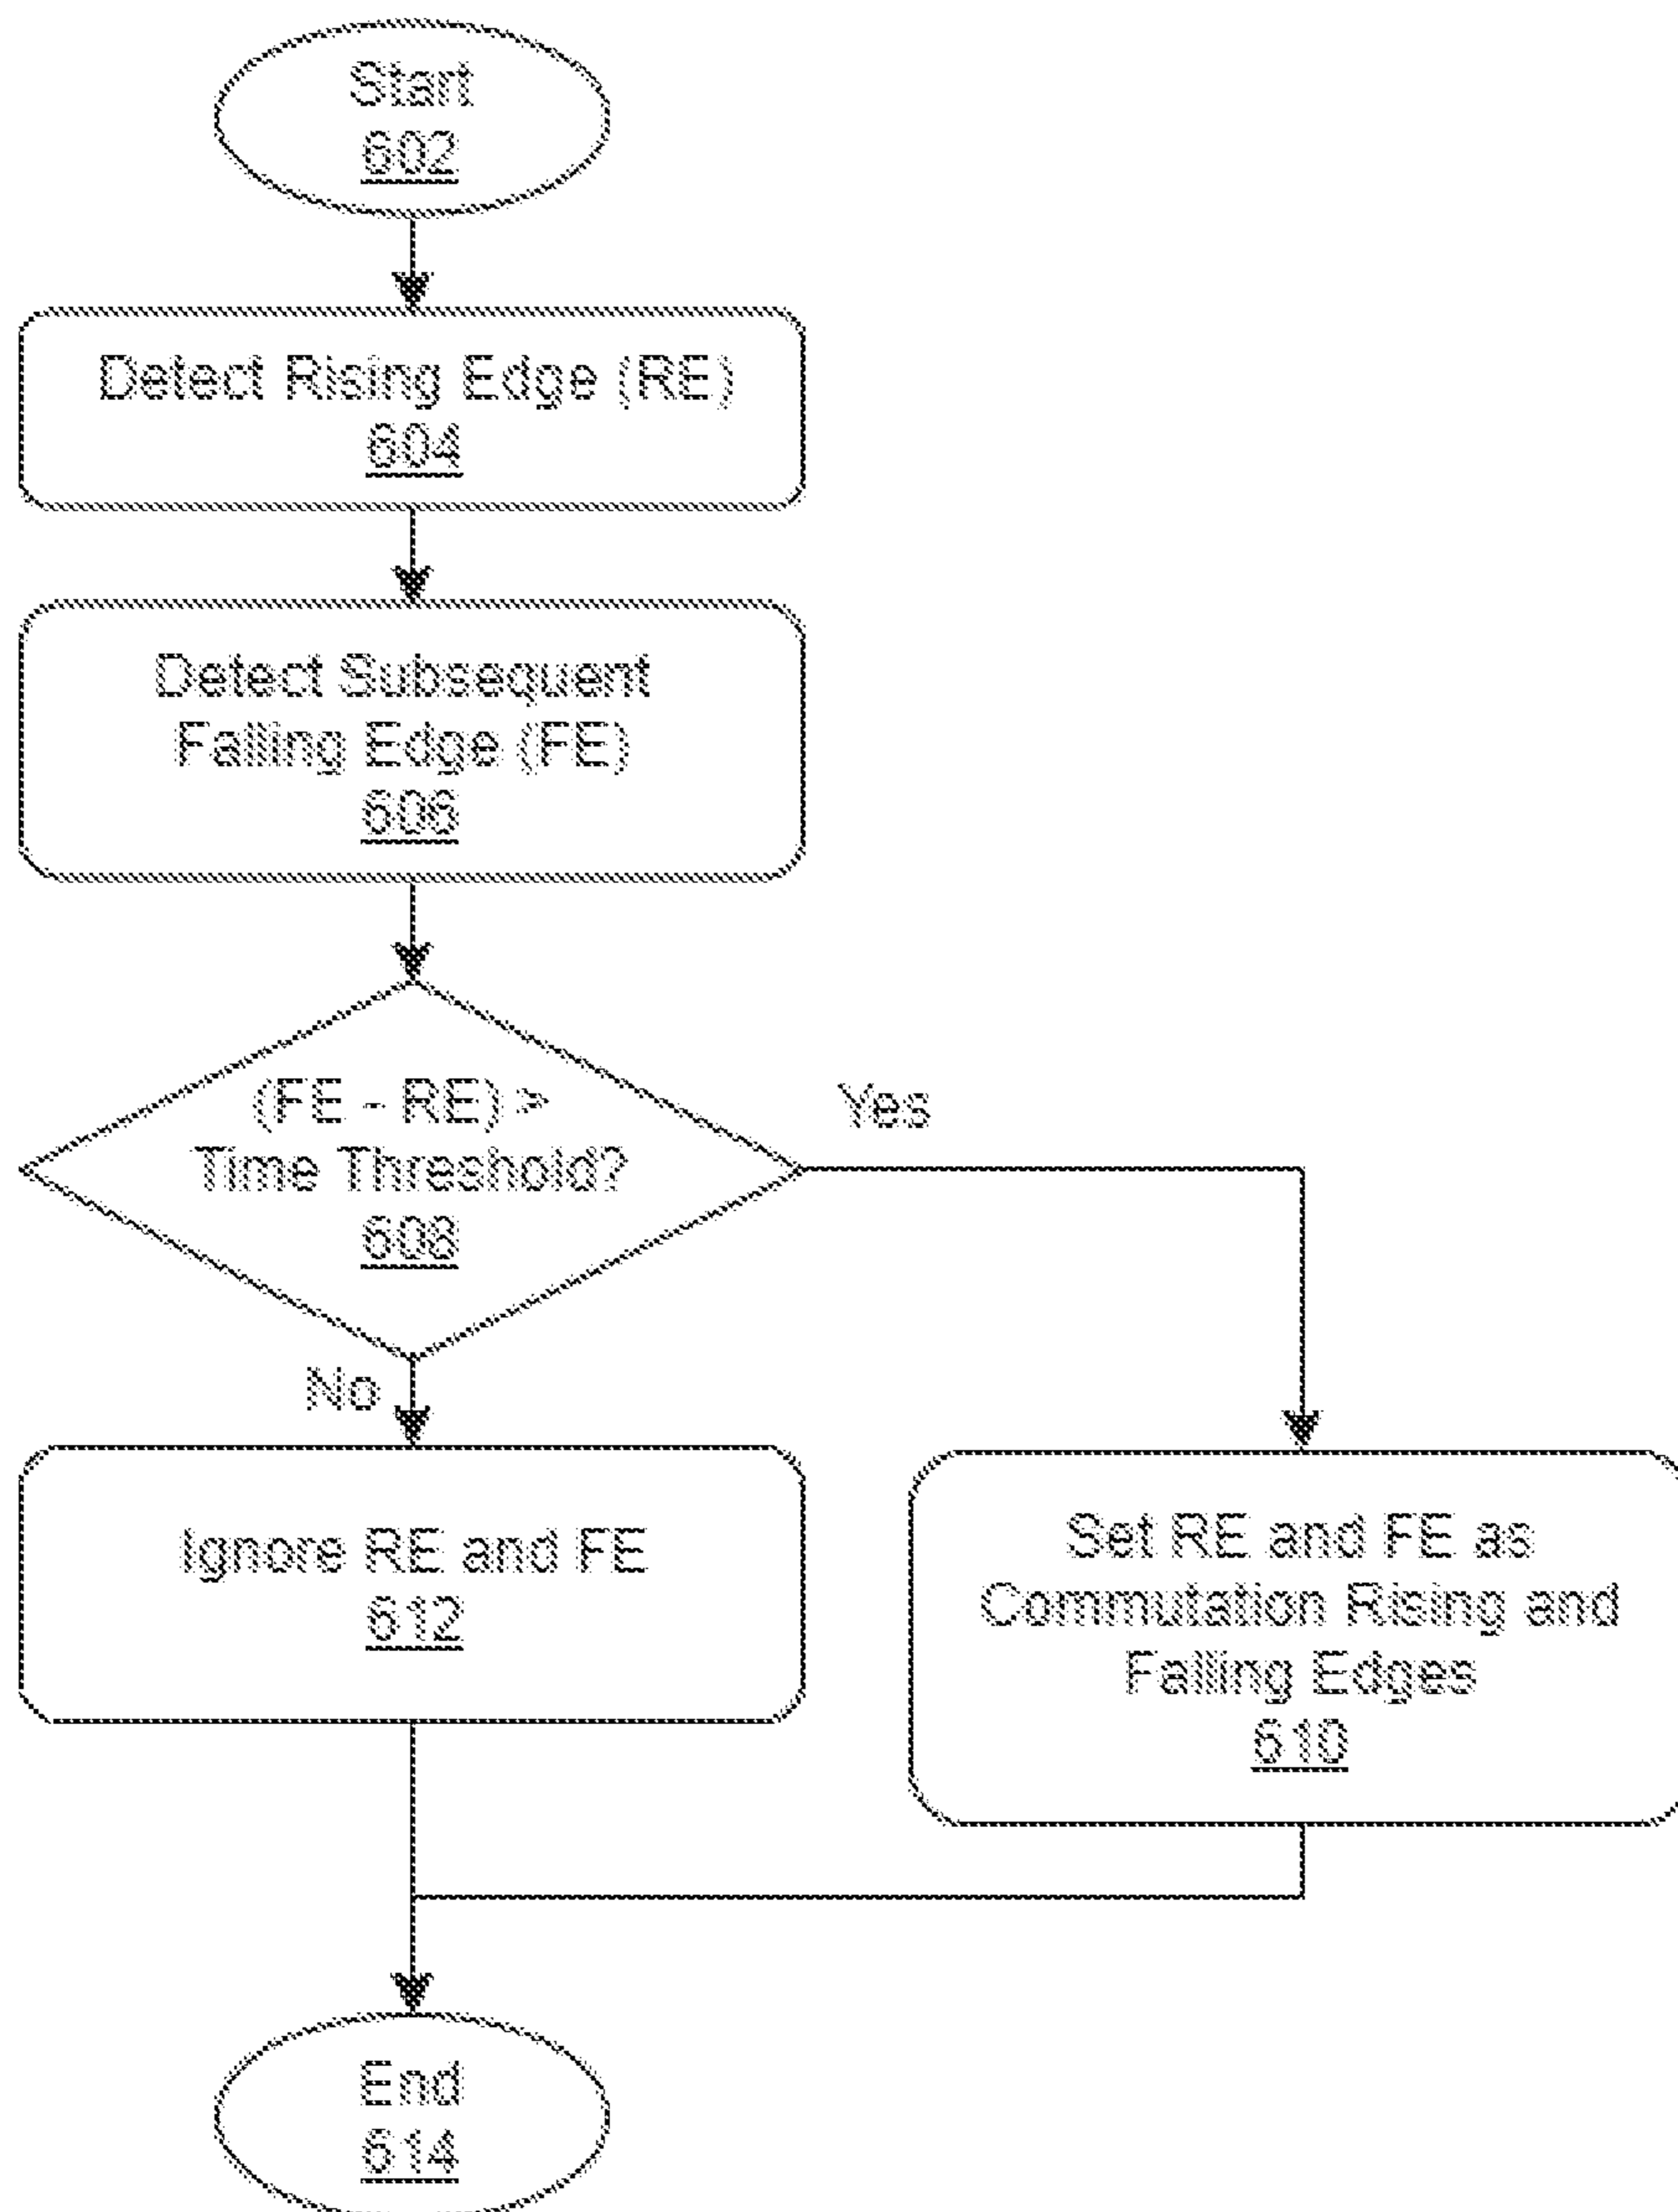 Start
602
Detect Rising Edge (RE)
604
Detect Subsequent
Falling Edge (FE)
606
(FE - RE) >
Time Threshold?
608
Yes
No
Ignore RE and FE
612
Set RE and FE as
Commutation Rising and
Falling Edges
610
End
614